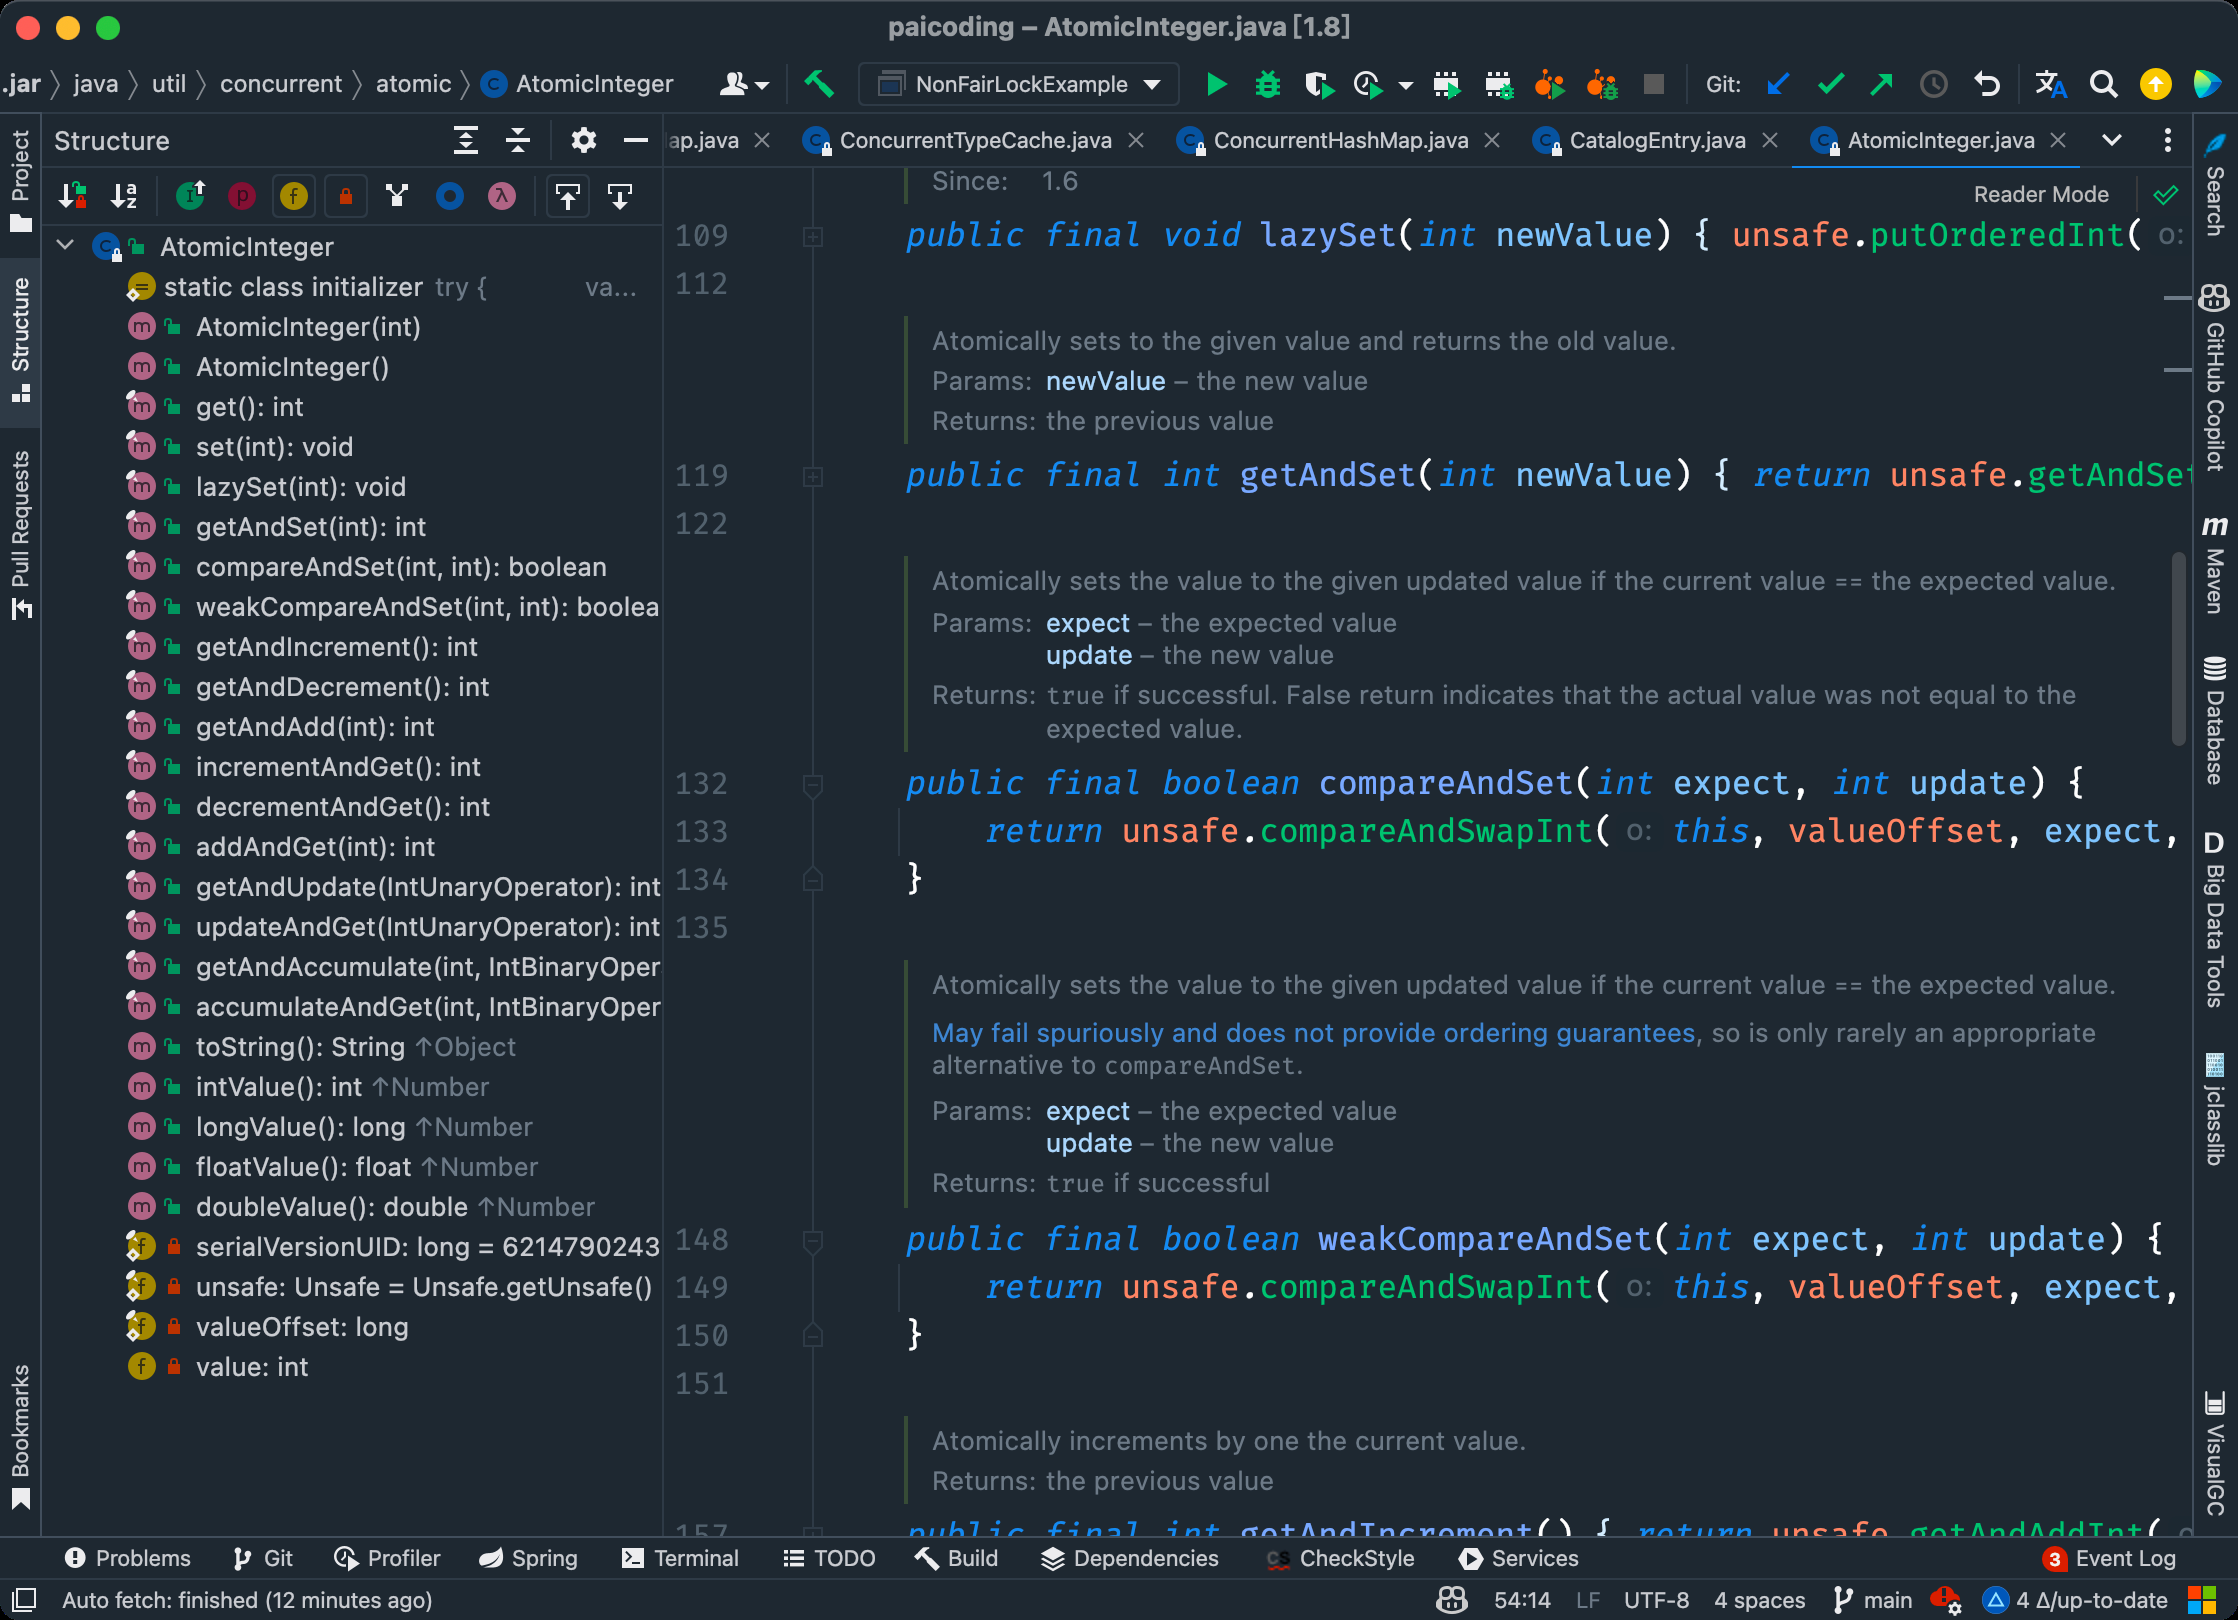 paicoding – AtomicInteger.java [1.8]
.jar java util concurrent atomic AtomicInteger NonFairLockExample Git:
Structure
ap.java ConcurrentTypeCache.java ConcurrentHashMap.java CatalogEntry.java AtomicInteger.java
Reader Mode
Project
Structure
Pull Requests
Bookmarks
AtomicInteger
static class initializer try { va...
AtomicInteger(int)
AtomicInteger()
get(): int
set(int): void
lazySet(int): void
getAndSet(int): int
compareAndSet(int, int): boolean
weakCompareAndSet(int, int): boolea
getAndIncrement(): int
getAndDecrement(): int
getAndAdd(int): int
incrementAndGet(): int
decrementAndGet(): int
addAndGet(int): int
getAndUpdate(IntUnaryOperator): int
updateAndGet(IntUnaryOperator): int
getAndAccumulate(int, IntBinaryOper
accumulateAndGet(int, IntBinaryOper
toString(): String ↑Object
intValue(): int ↑Number
longValue(): long ↑Number
floatValue(): float ↑Number
doubleValue(): double ↑Number
serialVersionUID: long = 6214790243
unsafe: Unsafe = Unsafe.getUnsafe()
valueOffset: long
value: int
Since: 1.6
109 public final void lazySet(int newValue) { unsafe.putOrderedInt( o:
112
Atomically sets to the given value and returns the old value.
Params: newValue – the new value
Returns: the previous value
119 public final int getAndSet(int newValue) { return unsafe.getAndSet
122
Atomically sets the value to the given updated value if the current value == the expected value.
Params: expect – the expected value
update – the new value
Returns: true if successful. False return indicates that the actual value was not equal to the
expected value.
132 public final boolean compareAndSet(int expect, int update) {
133 return unsafe.compareAndSwapInt( o: this, valueOffset, expect,
134 }
135
Atomically sets the value to the given updated value if the current value == the expected value.
May fail spuriously and does not provide ordering guarantees, so is only rarely an appropriate
alternative to compareAndSet.
Params: expect – the expected value
update – the new value
Returns: true if successful
148 public final boolean weakCompareAndSet(int expect, int update) {
149 return unsafe.compareAndSwapInt( o: this, valueOffset, expect,
150 }
151
Atomically increments by one the current value.
Returns: the previous value
157 public final int getAndIncrement() { return unsafe.getAndAddInt( o
Search
GitHub Copilot
Maven
Database
Big Data Tools
jclasslib
VisualGC
Problems Git Profiler Spring Terminal TODO Build Dependencies CheckStyle Services 3 Event Log
Auto fetch: finished (12 minutes ago) 54:14 LF UTF-8 4 spaces main 4 Δ/up-to-date